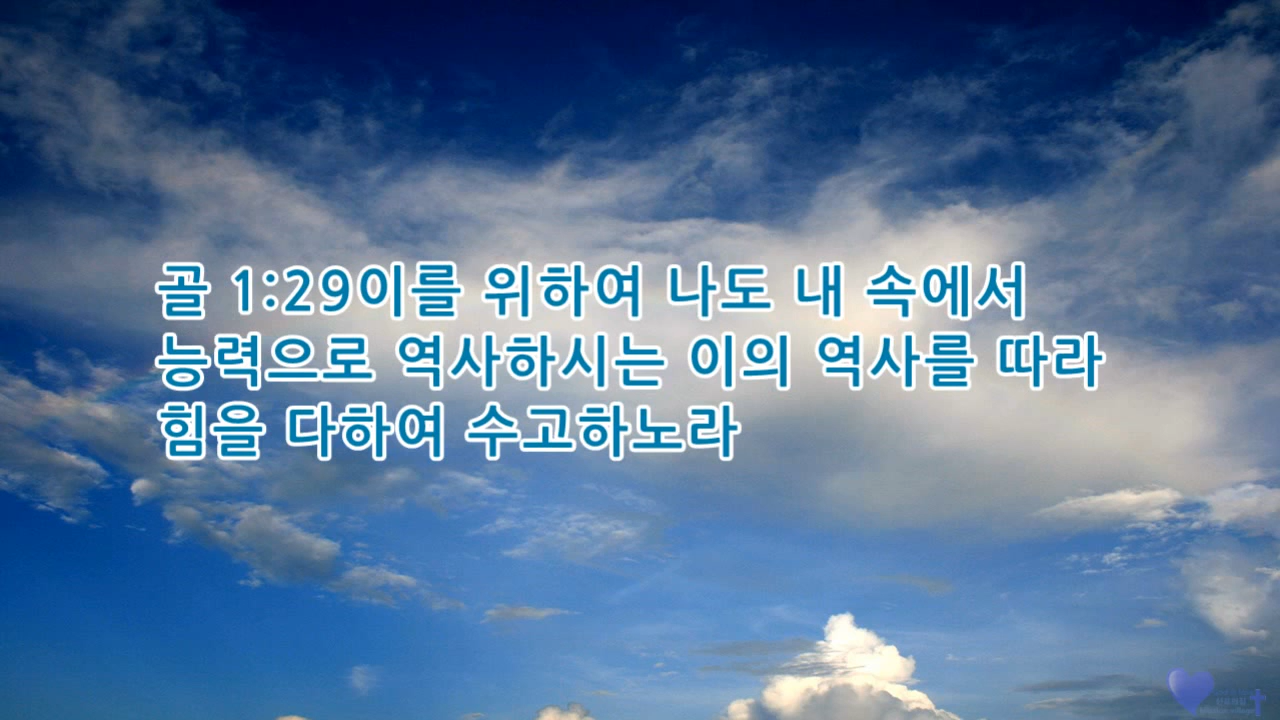 골 1:29이를 위하여 나도 내 속에서
능력으로 역사하시는 이의 역사를 따라
힘을 다하여 수고하노라